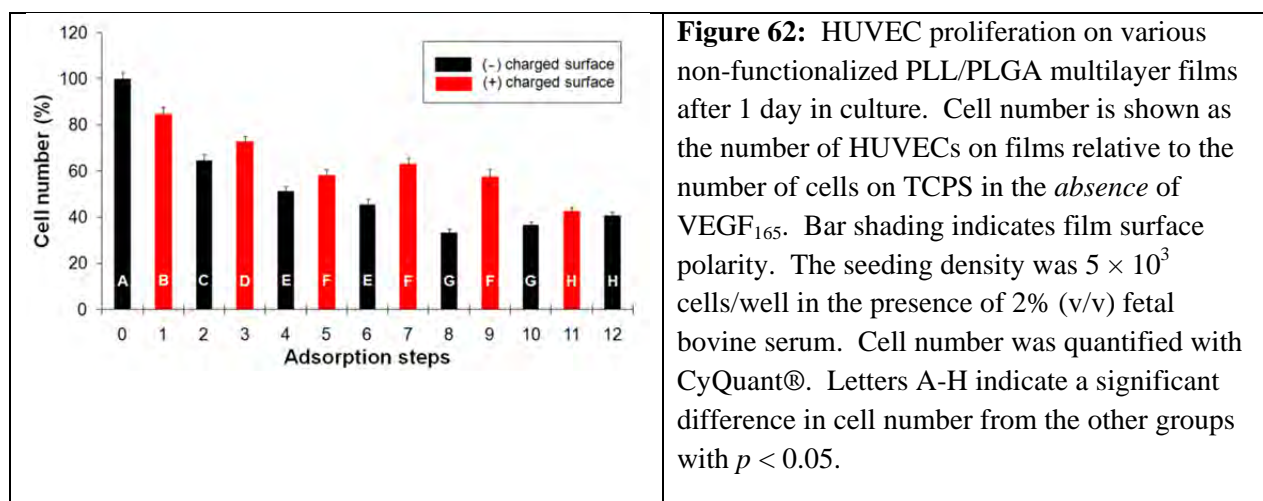 120
100
80
60
40
20
0
Cell number (%)
(-) charged surface
(+) charged surface
A B C D E F E F G F G H H
0 1 2 3 4 5 6 7 8 9 10 11 12
Adsorption steps
Figure 62: HUVEC proliferation on various
non-functionalized PLL/PLGA multilayer films
after 1 day in culture. Cell number is shown as
the number of HUVECs on films relative to the
number of cells on TCPS in the absence of
VEGF₁₆₅. Bar shading indicates film surface
polarity. The seeding density was 5 × 10³
cells/well in the presence of 2% (v/v) fetal
bovine serum. Cell number was quantified with
CyQuant®. Letters A-H indicate a significant
difference in cell number from the other groups
with p < 0.05.